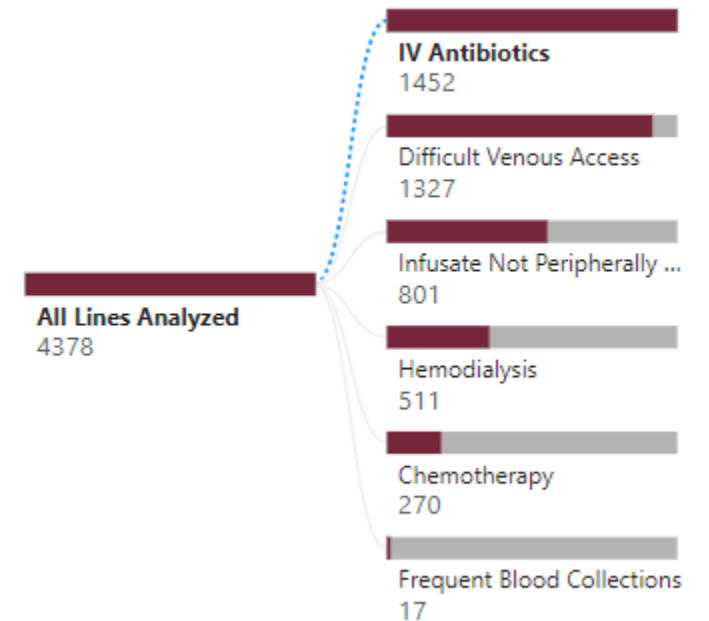 All Lines Analyzed
4378
IV Antibiotics
1452
Difficult Venous Access
1327
Infusate Not Peripherally ...
801
Hemodialysis
511
Chemotherapy
270
Frequent Blood Collections
17